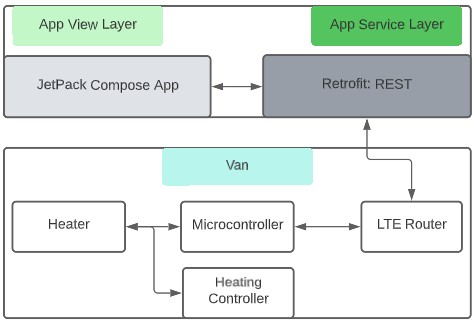 App View Layer
App Service Layer
JetPack Compose App
Retrofit: REST
Van
Heater
Microcontroller
LTE Router
Heating
Controller